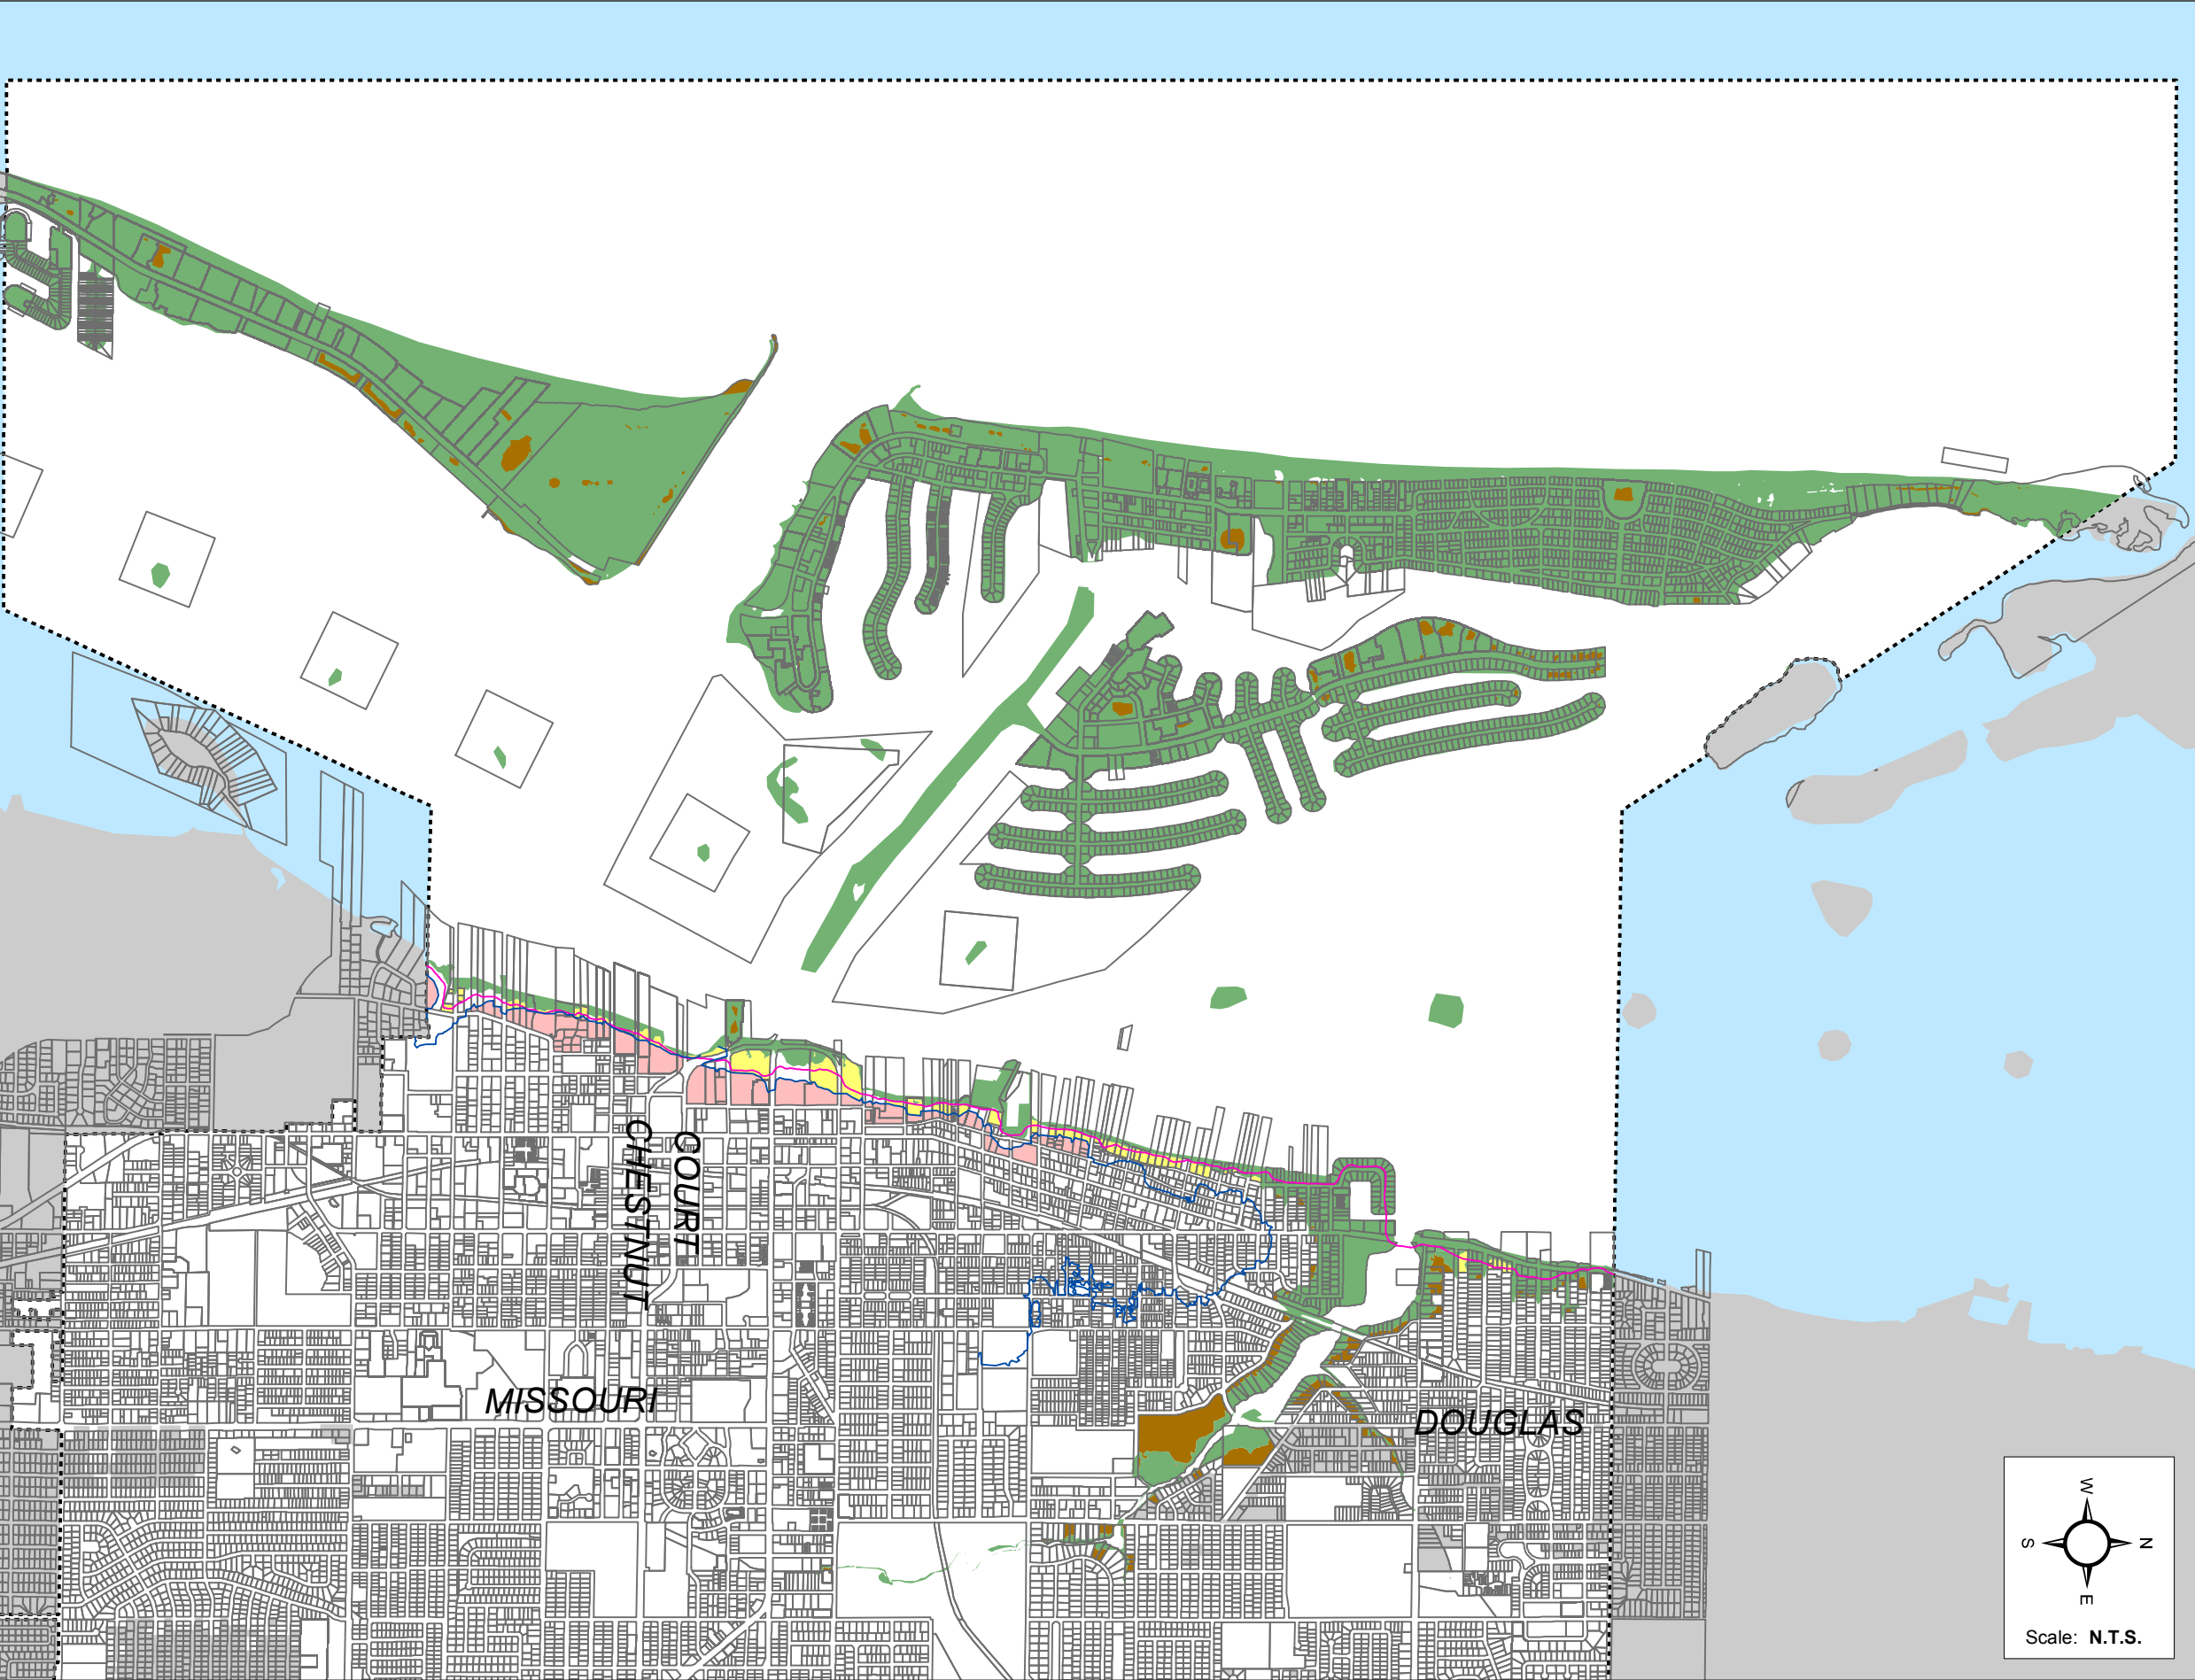 COURT
CHESTNUT
MISSOURI
DOUGLAS
W
S
N
E
Scale: N.T.S.